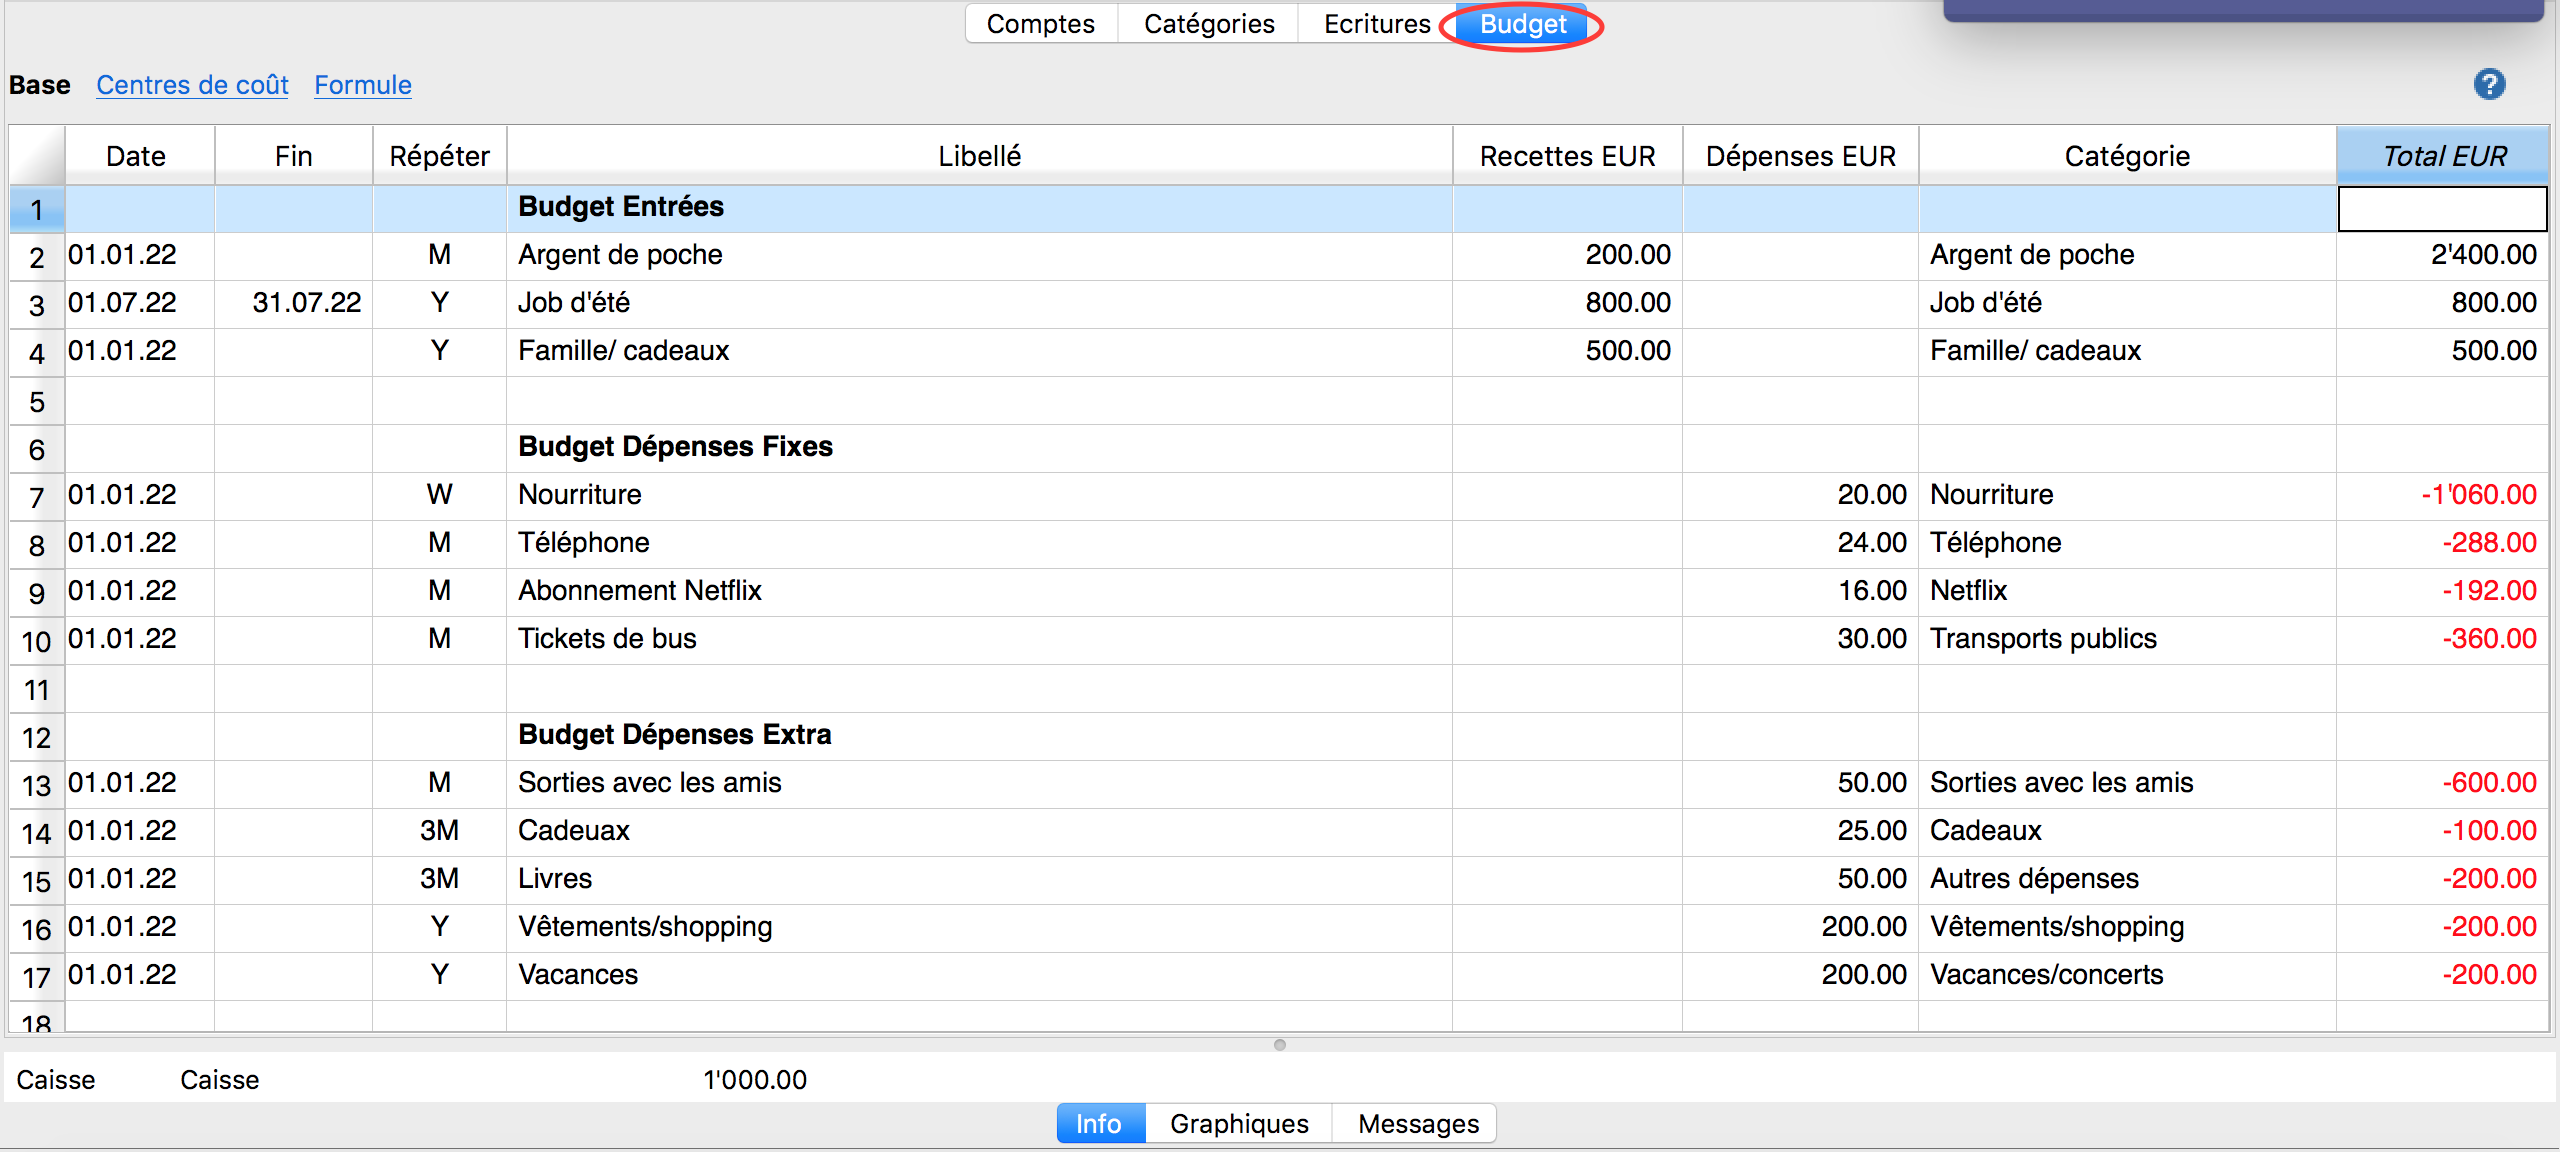 Comptes Catégories Ecritures Budget
Base Centres de coût Formule ?
Date Fin Répéter Libellé Recettes EUR Dépenses EUR Catégorie Total EUR
1 Budget Entrées
2 01.01.22 M Argent de poche 200.00 Argent de poche 2'400.00
3 01.07.22 31.07.22 Y Job d'été 800.00 Job d'été 800.00
4 01.01.22 Y Famille/ cadeaux 500.00 Famille/ cadeaux 500.00
5
6 Budget Dépenses Fixes
7 01.01.22 W Nourriture 20.00 Nourriture -1'060.00
8 01.01.22 M Téléphone 24.00 Téléphone -288.00
9 01.01.22 M Abonnement Netflix 16.00 Netflix -192.00
10 01.01.22 M Tickets de bus 30.00 Transports publics -360.00
11
12 Budget Dépenses Extra
13 01.01.22 M Sorties avec les amis 50.00 Sorties avec les amis -600.00
14 01.01.22 3M Cadeuax 25.00 Cadeaux -100.00
15 01.01.22 3M Livres 50.00 Autres dépenses -200.00
16 01.01.22 Y Vêtements/shopping 200.00 Vêtements/shopping -200.00
17 01.01.22 Y Vacances 200.00 Vacances/concerts -200.00
18
Caisse Caisse 1'000.00
Info Graphiques Messages